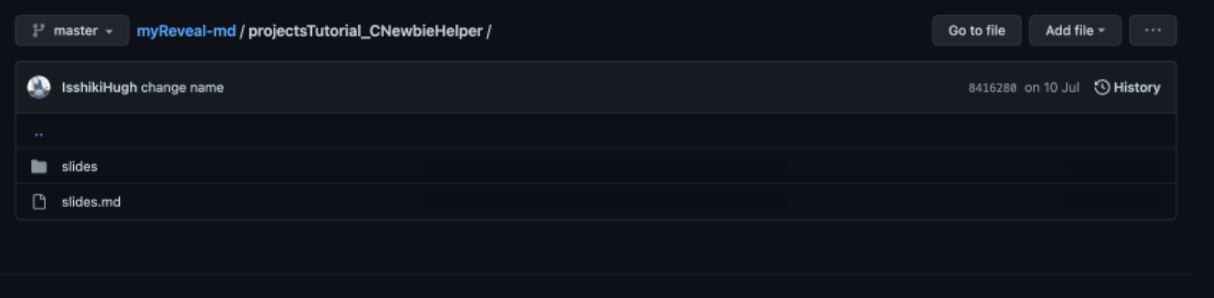 master myReveal-md / projectsTutorial_CNewbieHelper / Go to file Add file ...
IsshikiHugh change name 8416280 on 10 Jul History
..
slides
slides.md